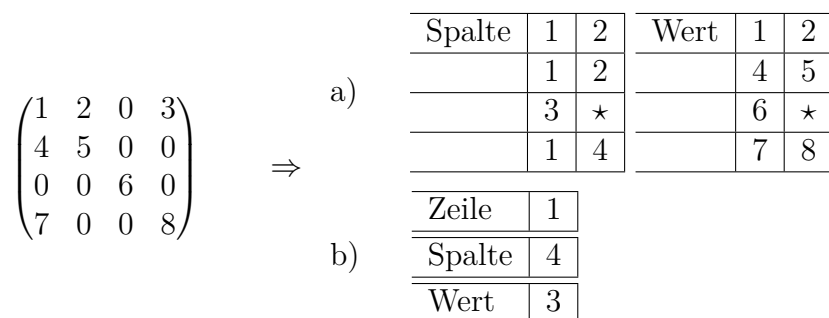 1 2 0 3
4 5 0 0
0 0 6 0
7 0 0 8
⇒
a)
Spalte 1 2 Wert 1 2
1 2 4 5
3 ⋆ 6 ⋆
1 4 7 8
b)
Zeile 1
Spalte 4
Wert 3